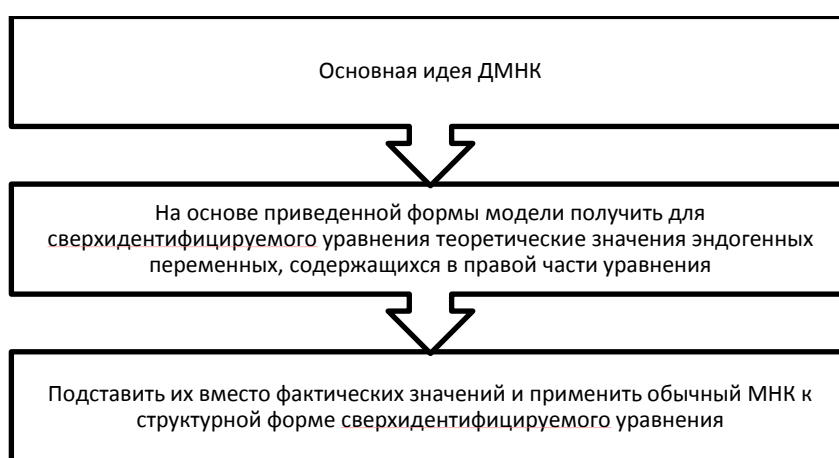 Основная идея ДМНК
На основе приведенной формы модели получить для
сверхидентифицируемого уравнения теоретические значения эндогенных
переменных, содержащихся в правой части уравнения
Подставить их вместо фактических значений и применить обычный МНК к
структурной форме сверхидентифицируемого уравнения